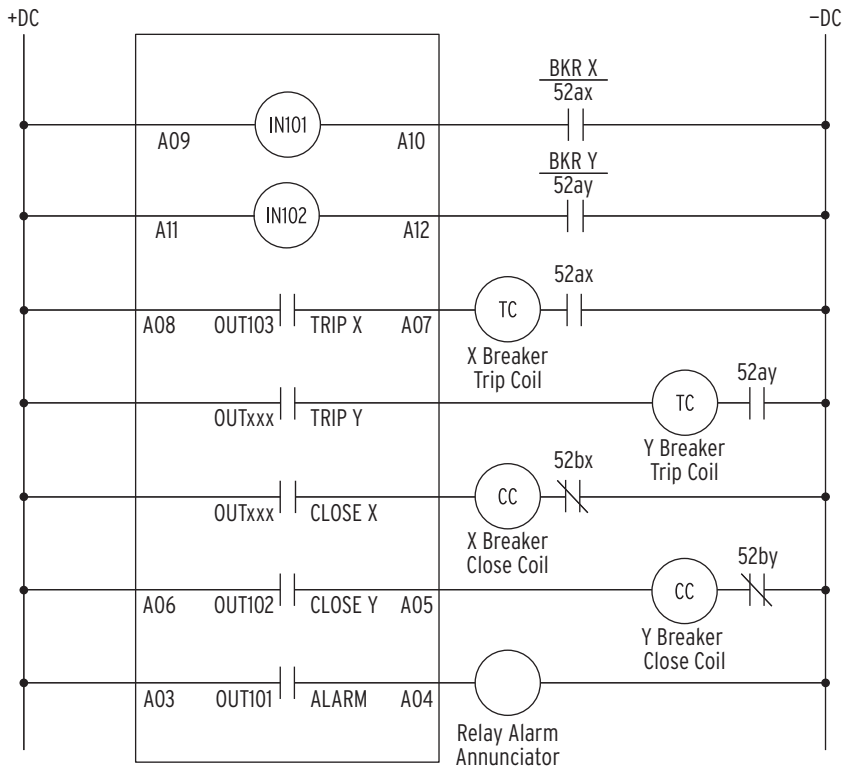 +DC
−DC
BKR X
52ax
IN101
A09
A10
BKR Y
52ay
IN102
A11
A12
52ax
TC
A08
OUT103
TRIP X
A07
X Breaker
Trip Coil
52ay
TC
OUTxxx
TRIP Y
Y Breaker
Trip Coil
52bx
CC
OUTxxx
CLOSE X
X Breaker
Close Coil
52by
CC
A06
OUT102
CLOSE Y
A05
Y Breaker
Close Coil
A03
OUT101
ALARM
A04
Relay Alarm
Annunciator